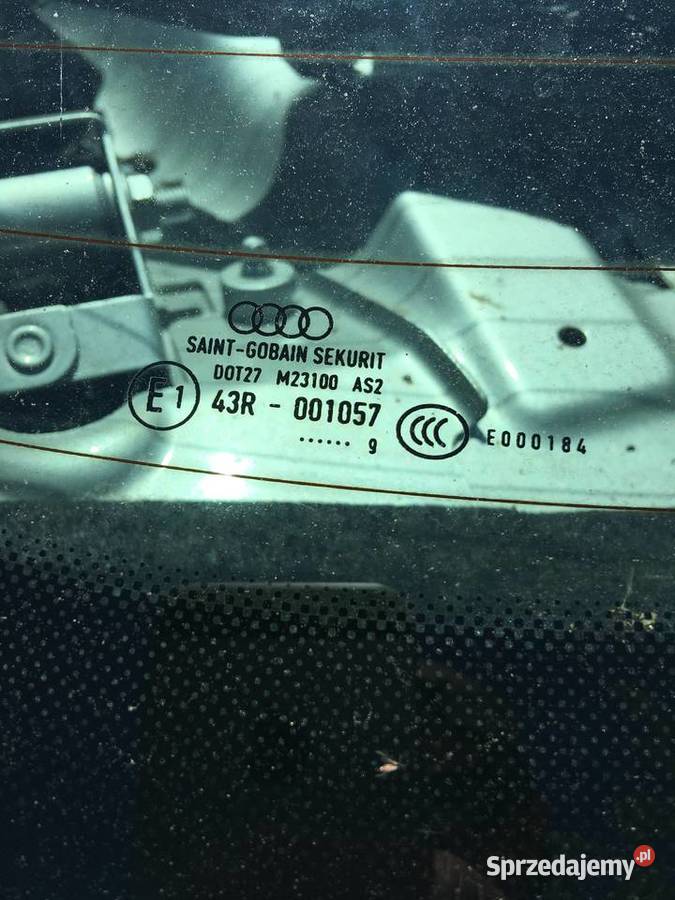 SAINT-GOBAIN SEKURIT
DOT27 M23100 AS2
E1 43R - 001057
...... 9
CCC E000184
Sprzedajemy.pl